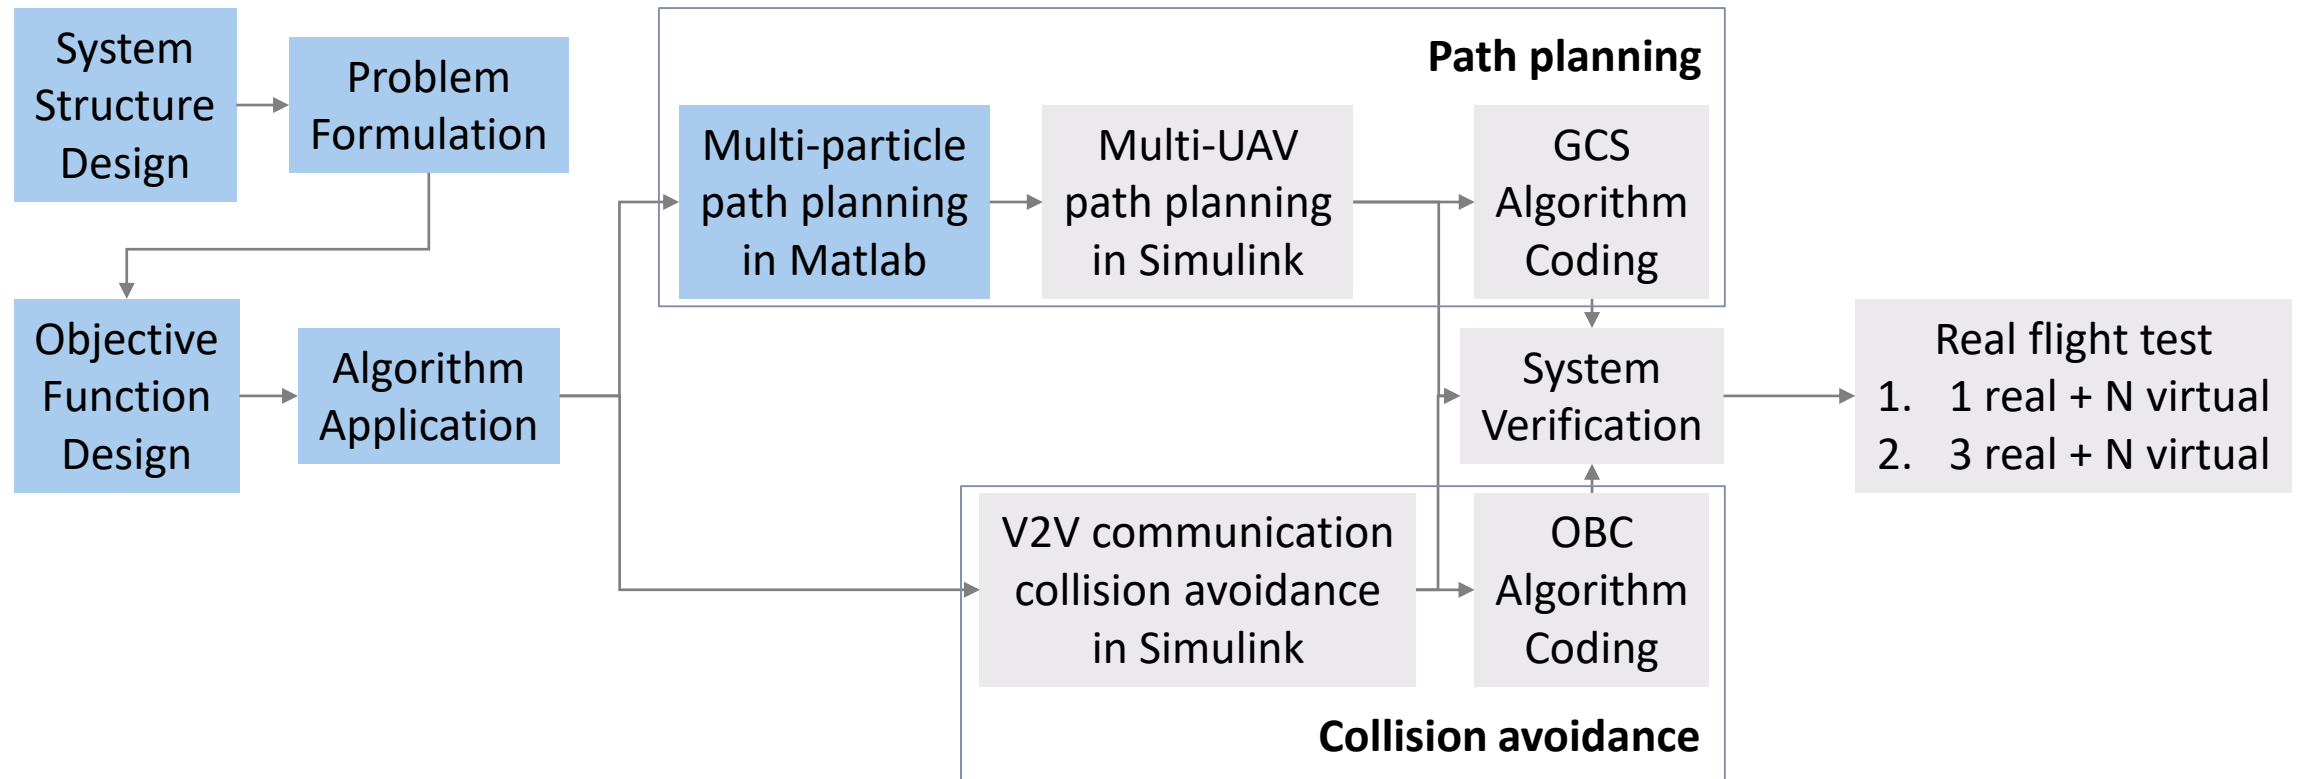 System
Structure
Design
Problem
Formulation
Objective
Function
Design
Algorithm
Application
Path planning
Multi-particle
path planning
in Matlab
Multi-UAV
path planning
in Simulink
GCS
Algorithm
Coding
System
Verification
V2V communication
collision avoidance
in Simulink
OBC
Algorithm
Coding
Collision avoidance
Real flight test
1. 1 real + N virtual
2. 3 real + N virtual